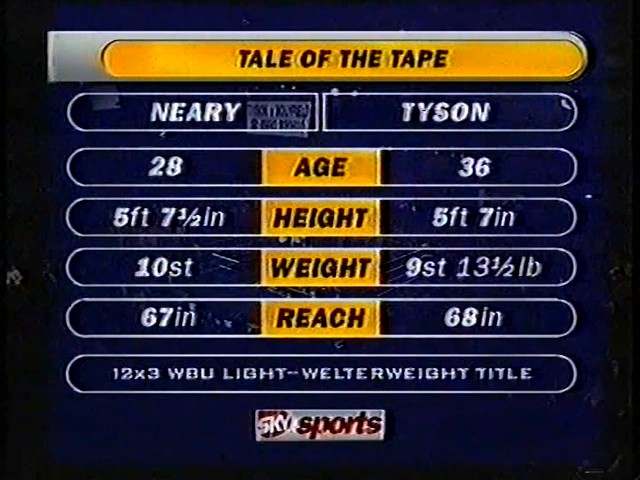 TALE OF THE TAPE
NEARY TYSON
28 AGE 36
5ft 7½in HEIGHT 5ft 7in
10st WEIGHT 9st 13½lb
67in REACH 68in
12x3 WBU LIGHT-WELTERWEIGHT TITLE
SKY sports